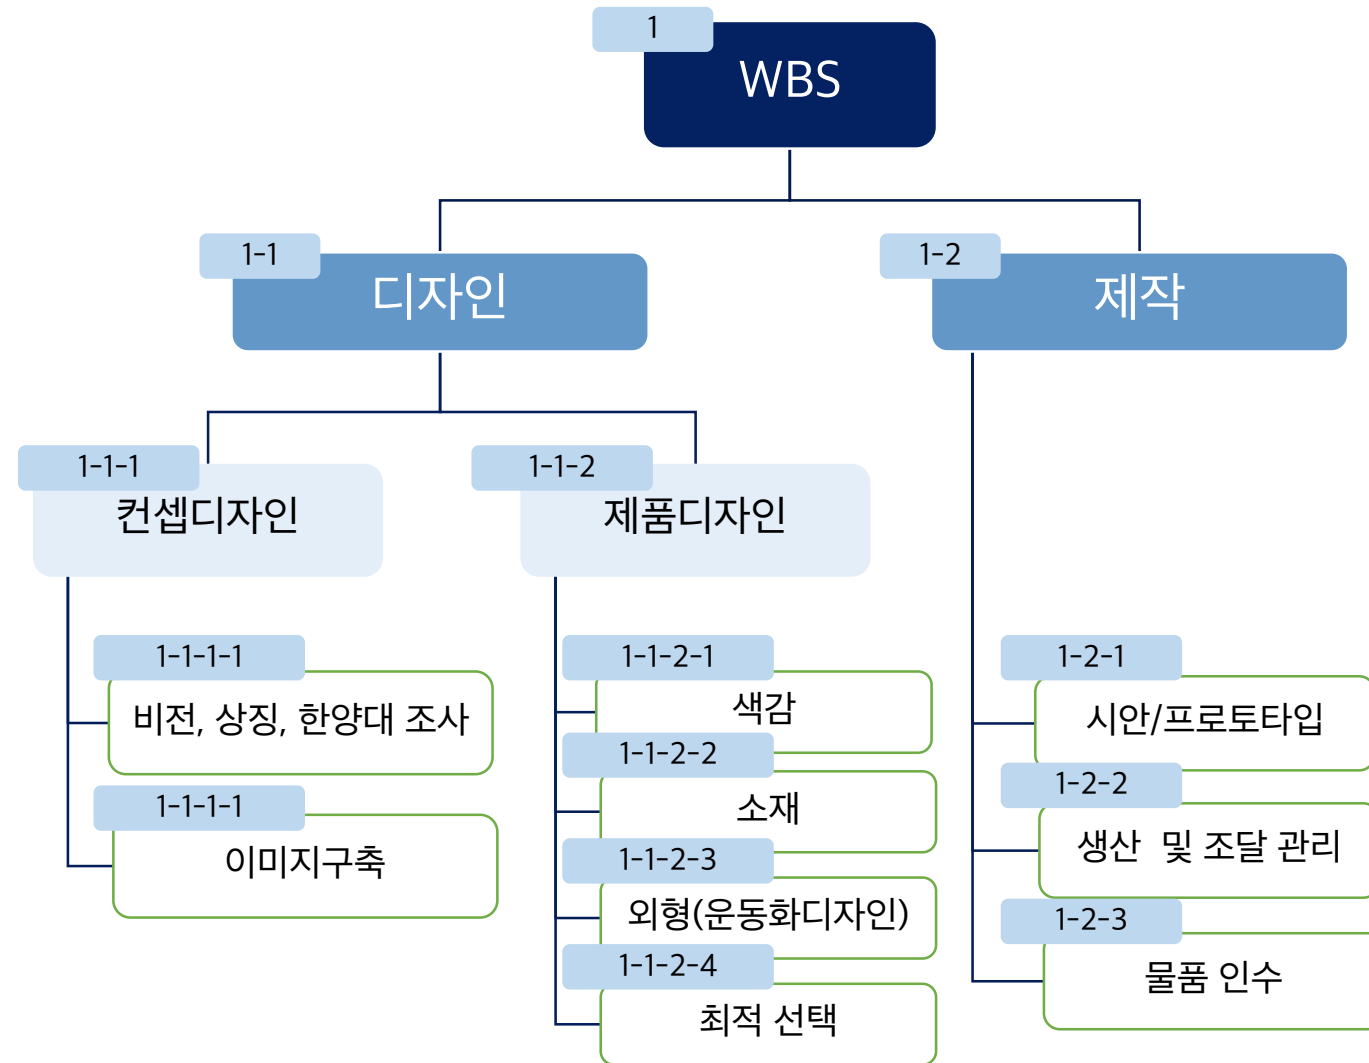 1
WBS
1-1
디자인
1-2
제작
1-1-1
컨셉디자인
1-1-2
제품디자인
1-1-1-1
비전, 상징, 한양대 조사
1-1-1-1
이미지구축
1-1-2-1
색감
1-1-2-2
소재
1-1-2-3
외형(운동화디자인)
1-1-2-4
최적 선택
1-2-1
시안/프로토타입
1-2-2
생산 및 조달 관리
1-2-3
물품 인수